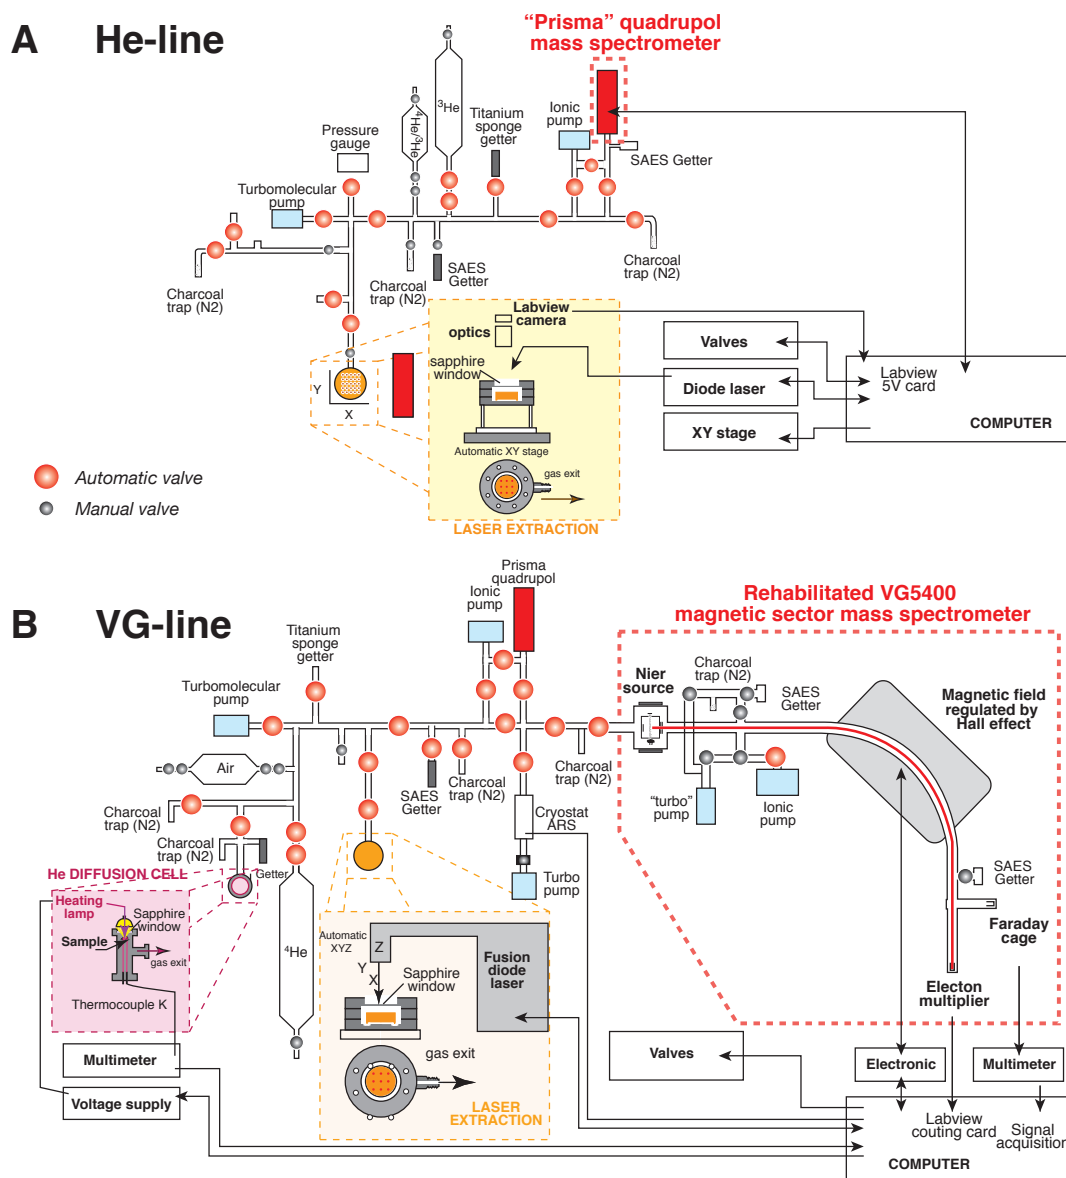 A He-line
“Prisma” quadrupol
mass spectrometer
3He
4He/3He
Titanium
sponge
getter
Ionic
pump
Pressure
gauge
SAES Getter
Turbomolecular
pump
Charcoal
trap (N2)
Charcoal
trap (N2)
SAES
Getter
Charcoal
trap (N2)
Labview
camera
optics
sapphire
window
Y
X
Automatic XY stage
gas exit
LASER EXTRACTION
Valves
Diode laser
XY stage
Labview
5V card
COMPUTER
Automatic valve
Manual valve
B VG-line
Prisma
quadrupol
Ionic
pump
Titanium
sponge
getter
Turbomolecular
pump
Rehabilitated VG5400
magnetic sector mass spectrometer
Nier
source
Charcoal
trap (N2)
SAES
Getter
Magnetic field
regulated by
Hall effect
Air
Charcoal
trap (N2)
Charcoal
trap (N2)
Getter
SAES
Getter
Charcoal
trap (N2)
Charcoal
trap (N2)
Cryostat
ARS
Turbo
pump
“turbo”
pump
Ionic
pump
SAES
Getter
Faraday
cage
Electon
multiplier
He DIFFUSION CELL
Heating
lamp
Sapphire
window
Sample
gas exit
Thermocouple K
4He
Automatic
XYZ
Z
Y
X
Sapphire
window
Fusion
diode
laser
gas exit
LASER
EXTRACTION
Multimeter
Voltage supply
Valves
Electronic
Multimeter
Labview
couting card
Signal
acquisition
COMPUTER